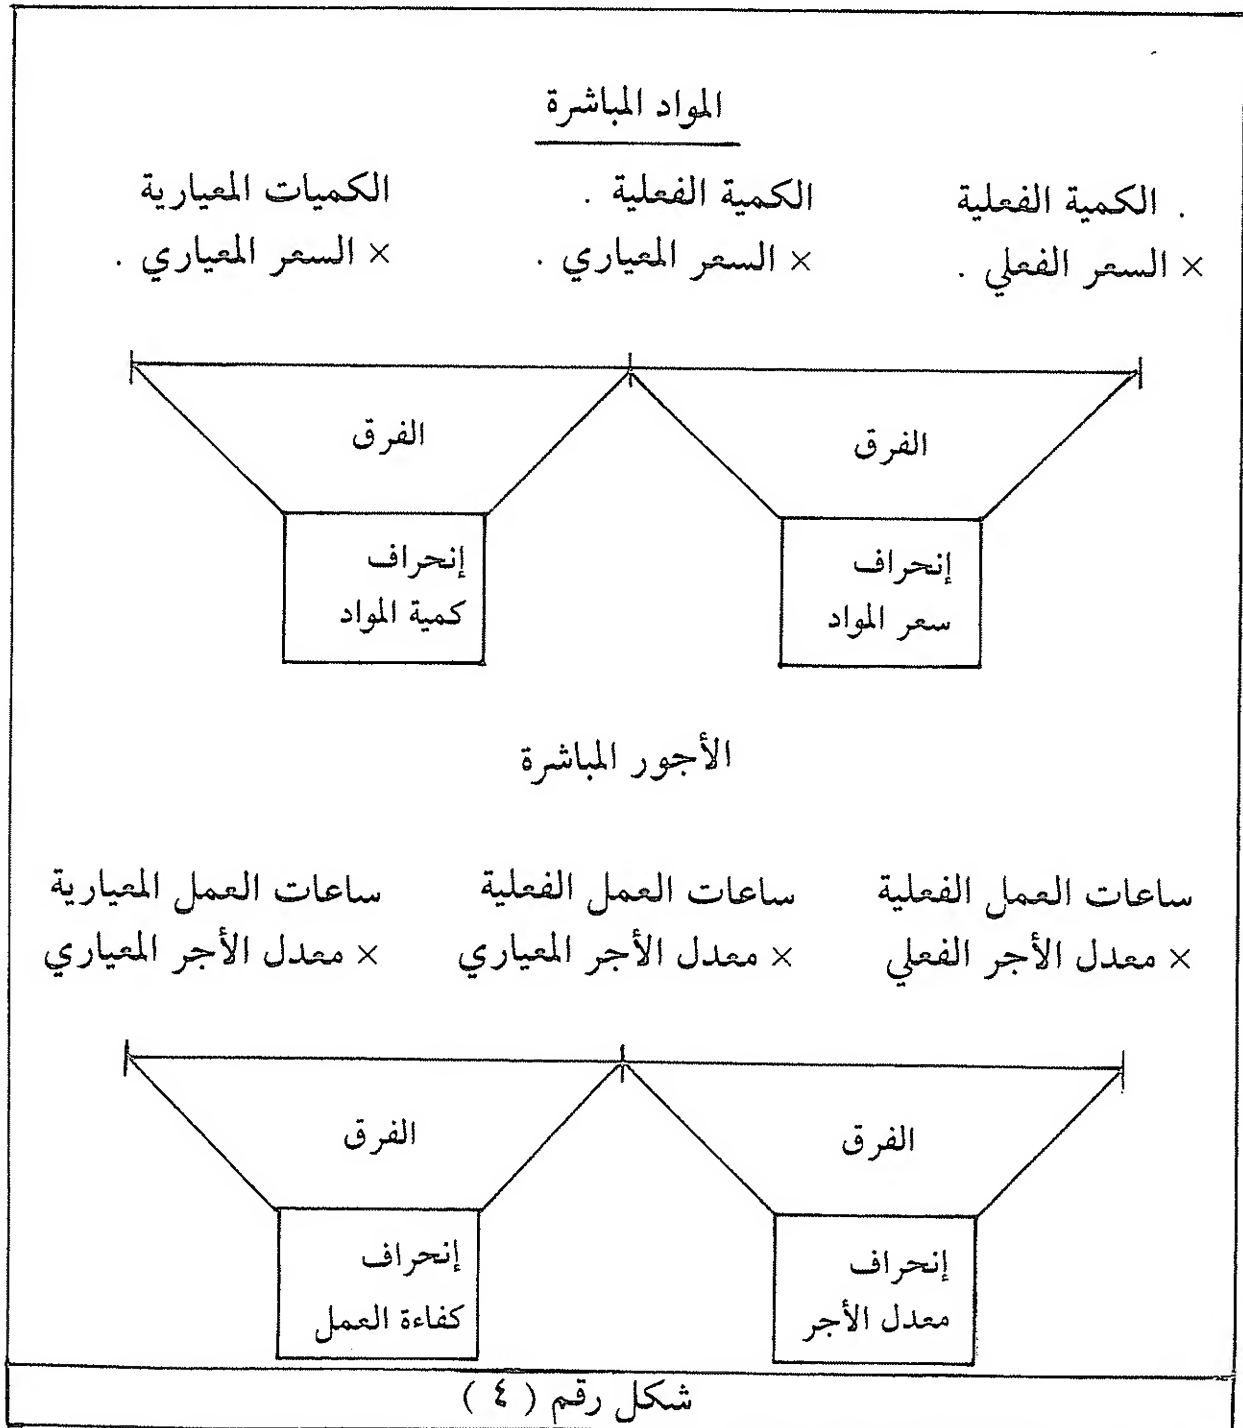 المواد المباشرة
. الكمية الفعلية
× السعر الفعلي .
الكمية الفعلية .
× السعر المعياري .
الكميات المعيارية
× السعر المعياري .
الفرق
الفرق
إنحراف
سعر المواد
إنحراف
كمية المواد
الأجور المباشرة
ساعات العمل الفعلية
× معدل الأجر الفعلي
ساعات العمل الفعلية
× معدل الأجر المعياري
ساعات العمل المعيارية
× معدل الأجر المعياري
الفرق
الفرق
إنحراف
معدل الأجر
إنحراف
كفاءة العمل
شكل رقم ( ٤ )